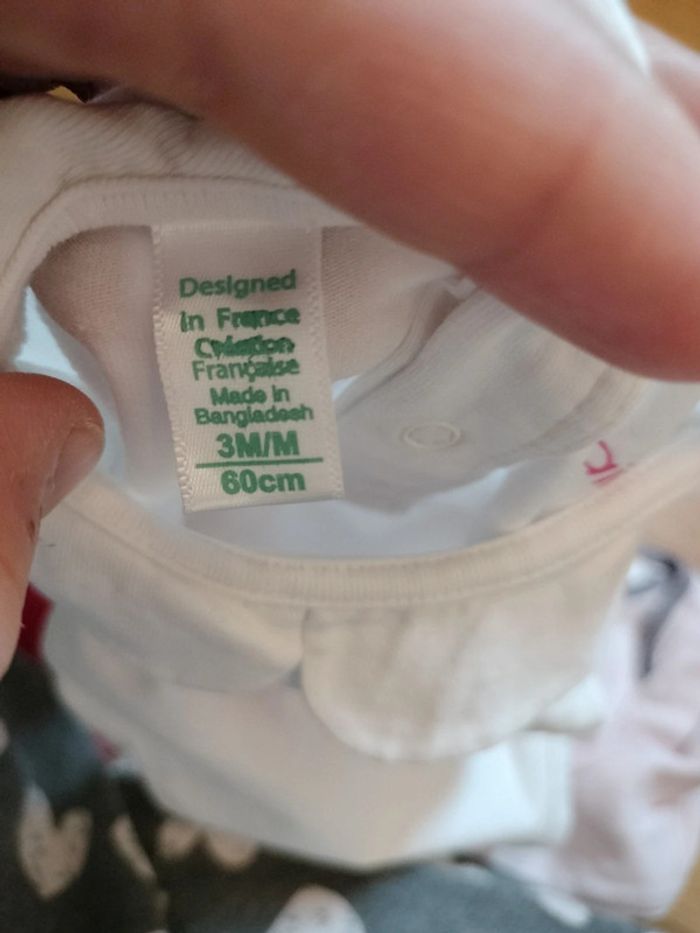 Designed
in France
Création
Française
Made in
Bangladesh
3M/M
60cm